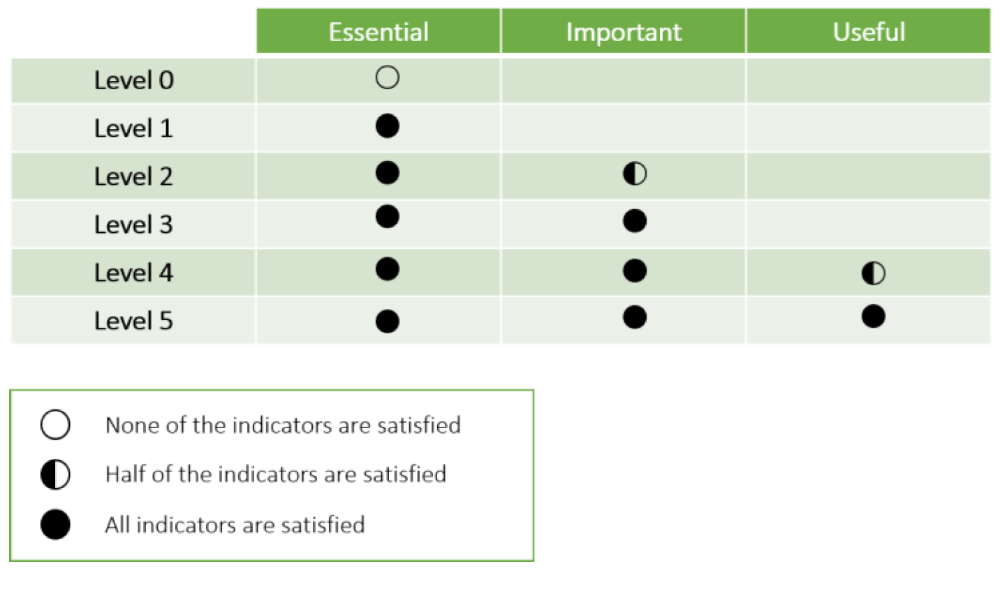 Essential Important Useful
Level 0
Level 1
Level 2
Level 3
Level 4
Level 5
None of the indicators are satisfied
Half of the indicators are satisfied
All indicators are satisfied